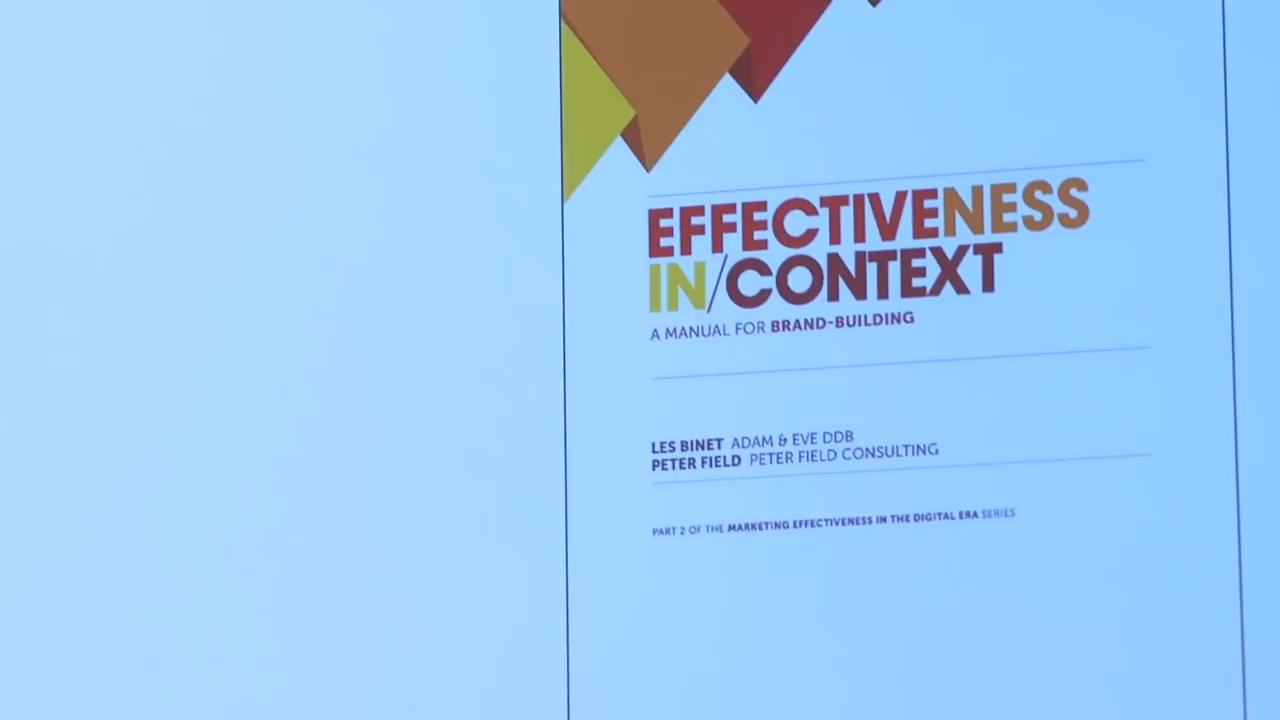 EFFECTIVENESS
IN/CONTEXT
A MANUAL FOR BRAND-BUILDING
LES BINET ADAM & EVE DDB
PETER FIELD PETER FIELD CONSULTING
PART 2 OF THE MARKETING EFFECTIVENESS IN THE DIGITAL ERA SERIES